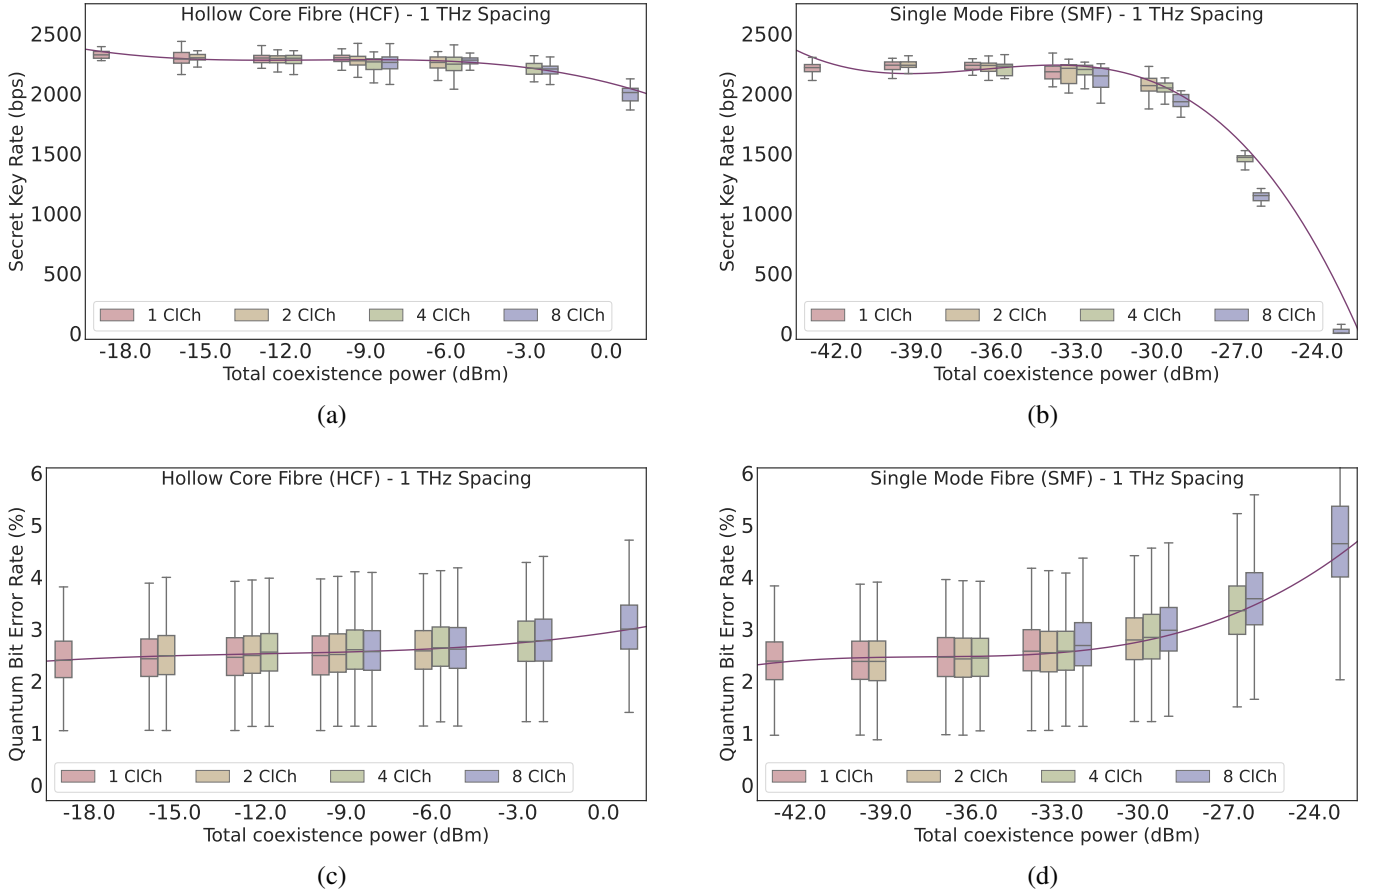 Hollow Core Fibre (HCF) - 1 THz Spacing
Secret Key Rate (bps)
2500
2000
1500
1000
500
0
1 ClCh 2 ClCh 4 ClCh 8 ClCh
-18.0 -15.0 -12.0 -9.0 -6.0 -3.0 0.0
Total coexistence power (dBm)
(a)
Single Mode Fibre (SMF) - 1 THz Spacing
Secret Key Rate (bps)
2500
2000
1500
1000
500
0
1 ClCh 2 ClCh 4 ClCh 8 ClCh
-42.0 -39.0 -36.0 -33.0 -30.0 -27.0 -24.0
Total coexistence power (dBm)
(b)
Hollow Core Fibre (HCF) - 1 THz Spacing
Quantum Bit Error Rate (%)
6
5
4
3
2
1
0
1 ClCh 2 ClCh 4 ClCh 8 ClCh
-18.0 -15.0 -12.0 -9.0 -6.0 -3.0 0.0
Total coexistence power (dBm)
(c)
Single Mode Fibre (SMF) - 1 THz Spacing
Quantum Bit Error Rate (%)
6
5
4
3
2
1
0
1 ClCh 2 ClCh 4 ClCh 8 ClCh
-42.0 -39.0 -36.0 -33.0 -30.0 -27.0 -24.0
Total coexistence power (dBm)
(d)